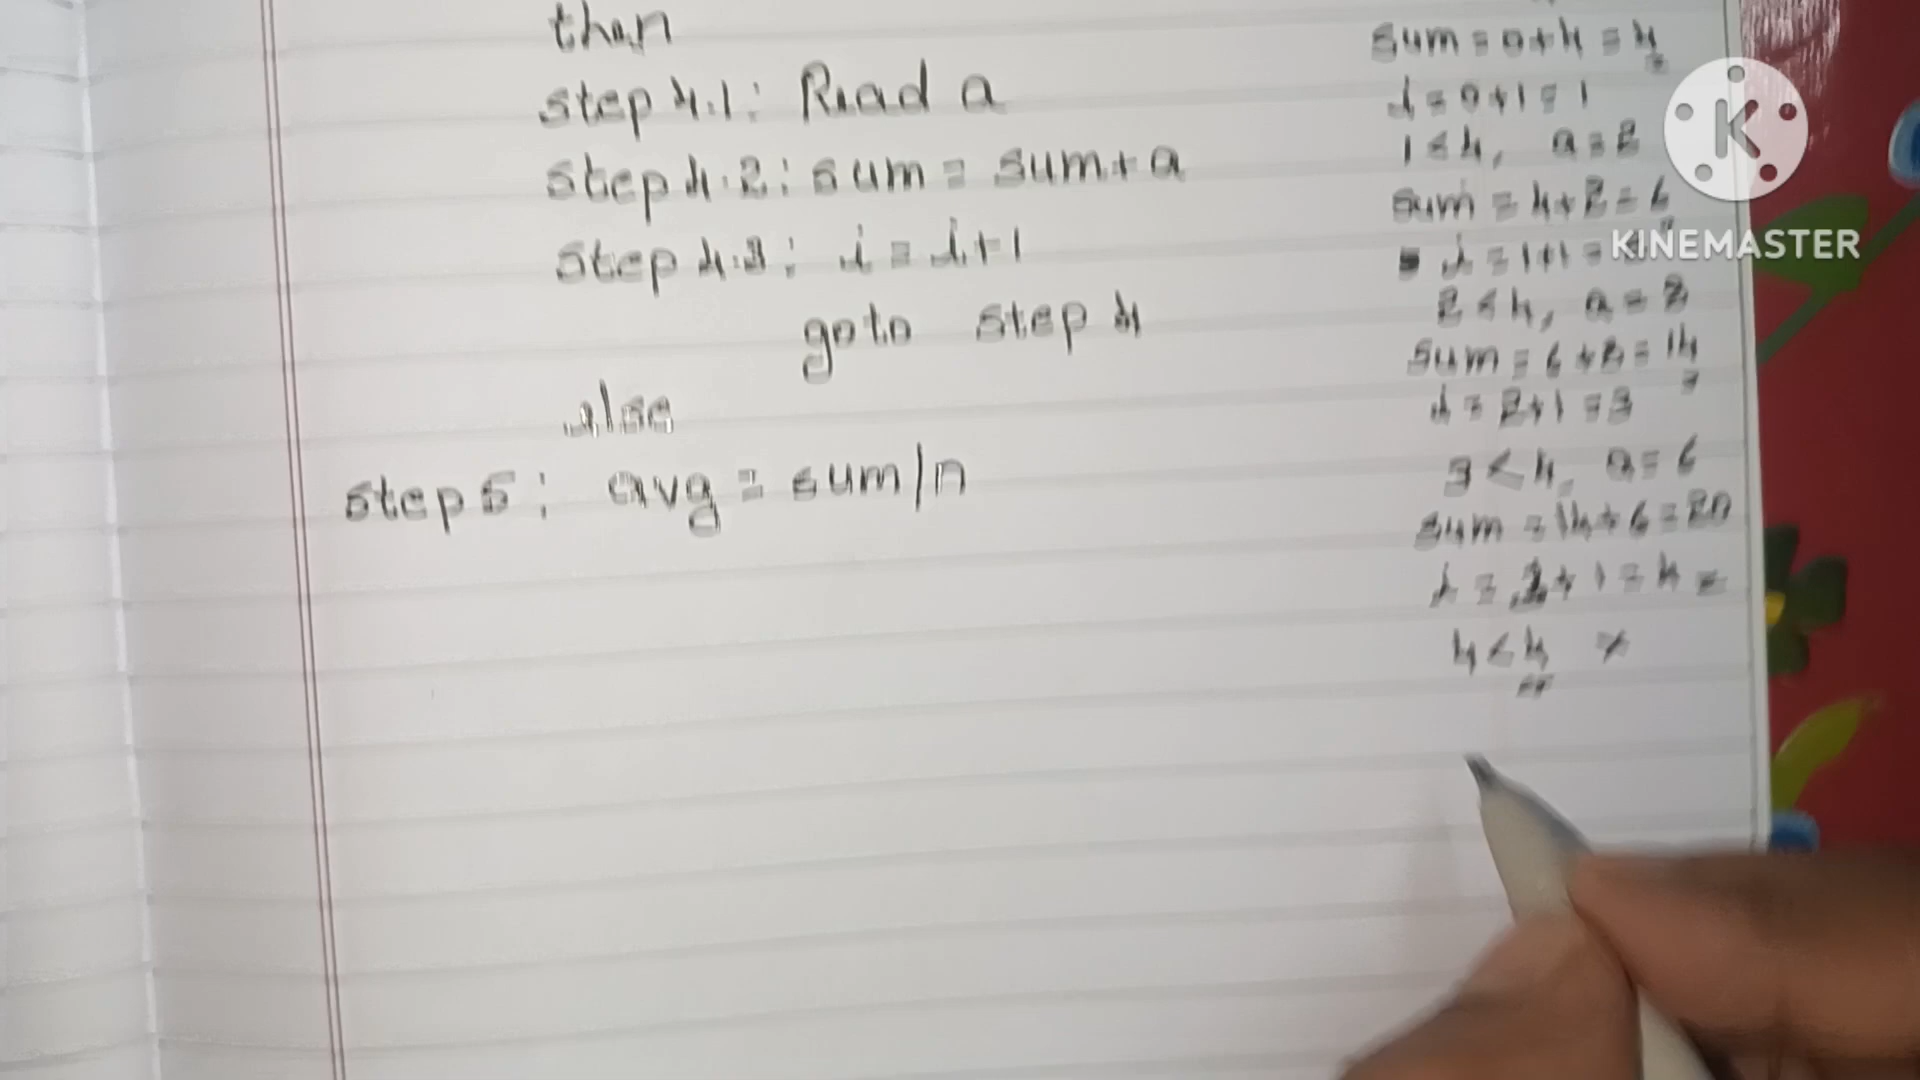 then
step 4.1: Read a
step 4.2: sum = sum+a
step 4.3: i = i+1
goto step 4
else
step 5: avg = sum/n
sum = 0+4 = 4
i = 0+1 = 1
1 < 4, a = 2
sum = 4+2 = 6
i = 1+1 =
2 < 4, a = 8
sum = 6+8 = 14
i = 2+1 = 3
3 < 4, a = 6
sum = 14+6 = 20
i = 3+1 = 4
4 < 4 ×
KINEMASTER